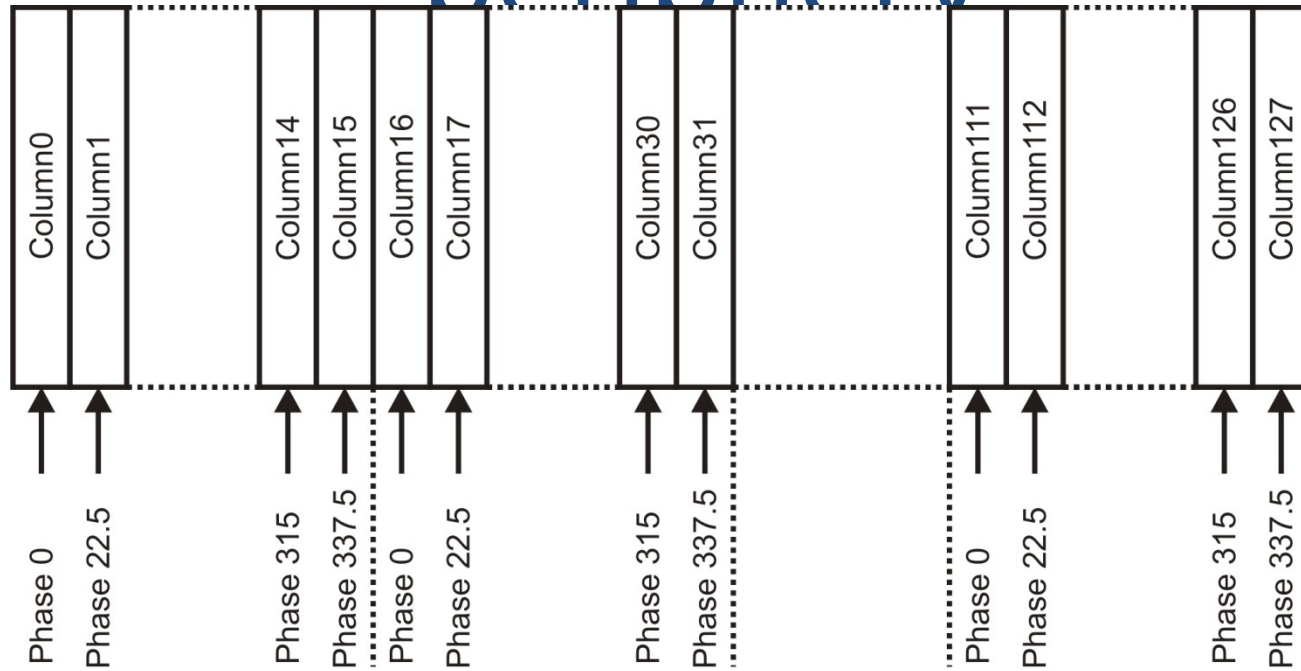 Column0
Column1
Column14
Column15
Column16
Column17
Column30
Column31
Column111
Column112
Column126
Column127
Phase 0
Phase 22.5
Phase 315
Phase 337.5
Phase 0
Phase 22.5
Phase 315
Phase 337.5
Phase 0
Phase 22.5
Phase 315
Phase 337.5